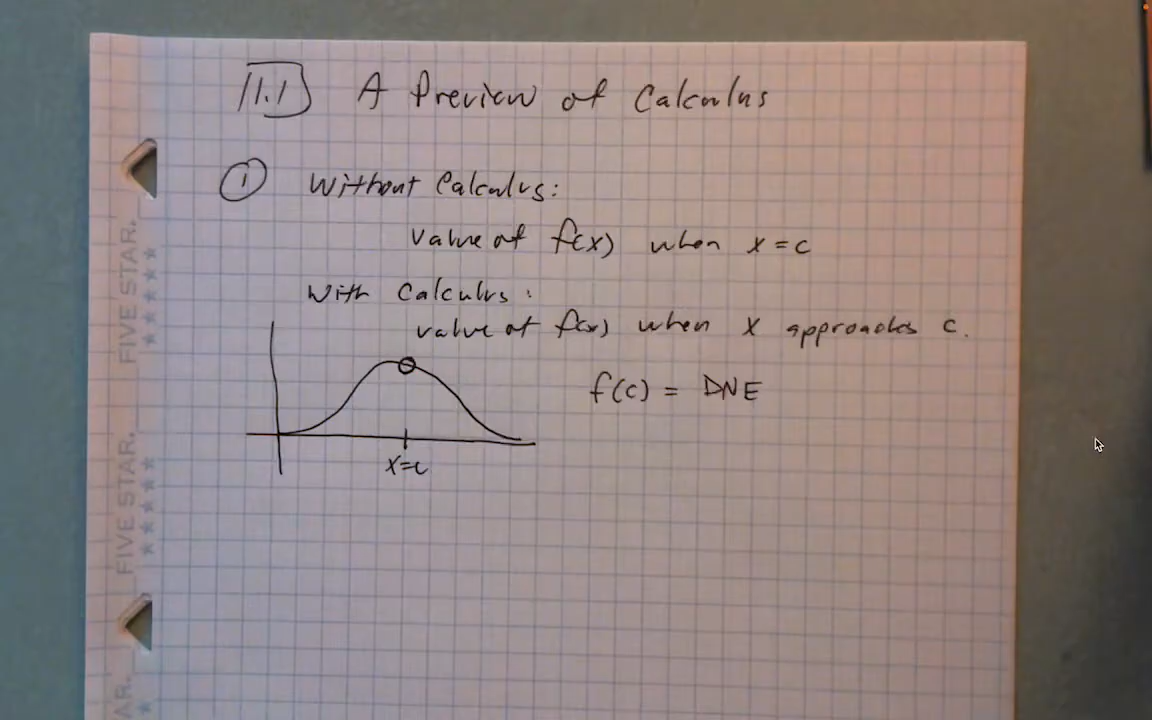 11.1 A Preview of Calculus
1 Without Calculus:
value of f(x) when x = c
With Calculus:
value of f(x) when x approaches c.
f(c) = DNE
x=c
FIVE STAR.
FIVE STAR.
STAR.